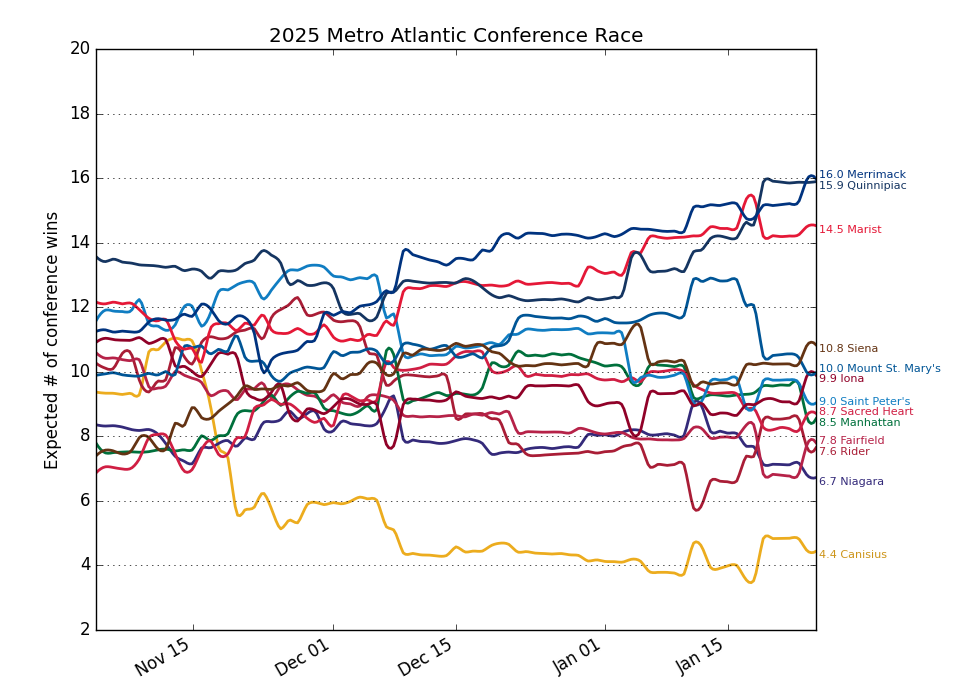 2025 Metro Atlantic Conference Race
Expected # of conference wins
20
18
16
14
12
10
8
6
4
2
16.0 Merrimack
15.9 Quinnipiac
14.5 Marist
10.8 Siena
10.0 Mount St. Mary's
9.9 Iona
9.0 Saint Peter's
8.7 Sacred Heart
8.5 Manhattan
7.8 Fairfield
7.6 Rider
6.7 Niagara
4.4 Canisius
Nov 15
Dec 01
Dec 15
Jan 01
Jan 15